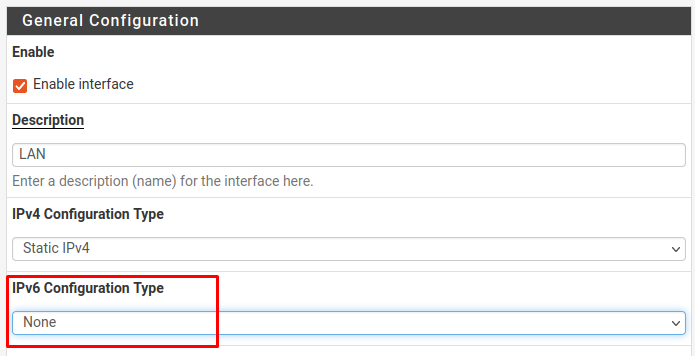 General Configuration
Enable
Enable interface
Description
LAN
Enter a description (name) for the interface here.
IPv4 Configuration Type
Static IPv4
IPv6 Configuration Type
None